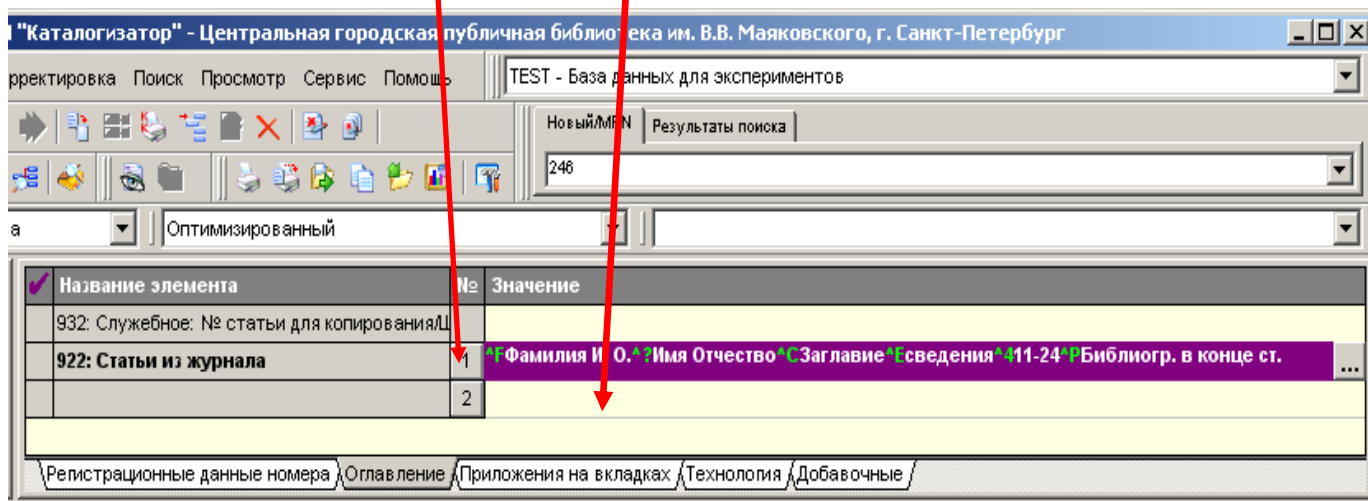 "Каталогизатор" - Центральная городская публичная библиотека им. В.В. Маяковского, г. Санкт-Петербург
рректировка Поиск Просмотр Сервис Помощь
TEST - База данных для экспериментов
Новый/MFN Результаты поиска
246
а Оптимизированный
Название элемента № Значение
932: Служебное: № статьи для копирования/Ц
922: Статьи из журнала 1 ^FФамилия И. О.^?Имя Отчество^CЗаглавие^Eсведения^411-24^PБиблиогр. в конце ст. ...
2
Регистрационные данные номера Оглавление Приложения на вкладках Технология Добавочные